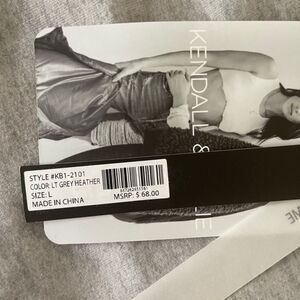 KENDALL &
STYLE #KB1-2101
COLOR: LT GREY HEATHER
SIZE: L
MADE IN CHINA
MSRP: $ 68.00